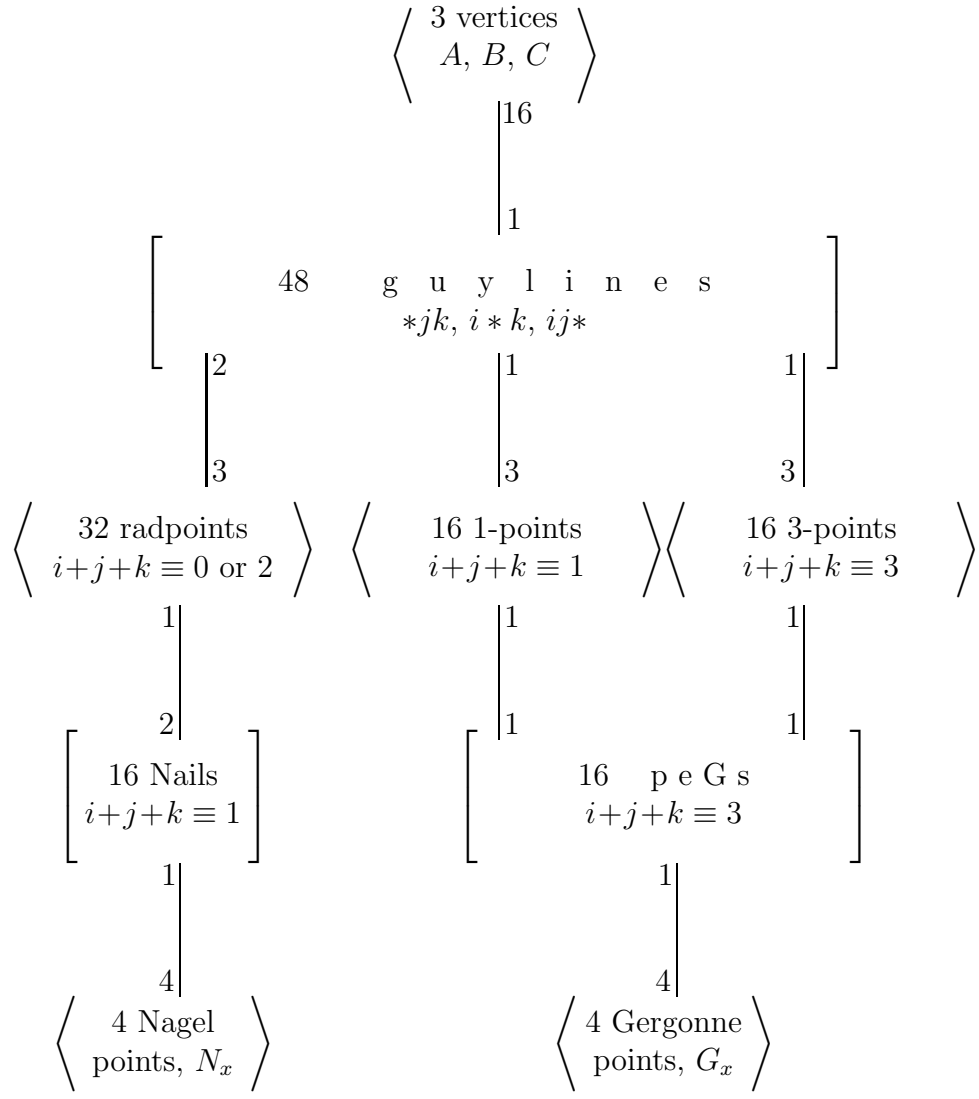 3 vertices
A, B, C
16
1
48 g u y l i n e s
∗jk, i ∗ k, ij∗
2 1 1
3 3 3
32 radpoints 16 1-points 16 3-points
i+j+k ≡ 0 or 2 i+j+k ≡ 1 i+j+k ≡ 3
1 1 1
2 1 1
16 Nails 16 p e G s
i+j+k ≡ 1 i+j+k ≡ 3
1 1
4 4
4 Nagel 4 Gergonne
points, Nₓ points, Gₓ